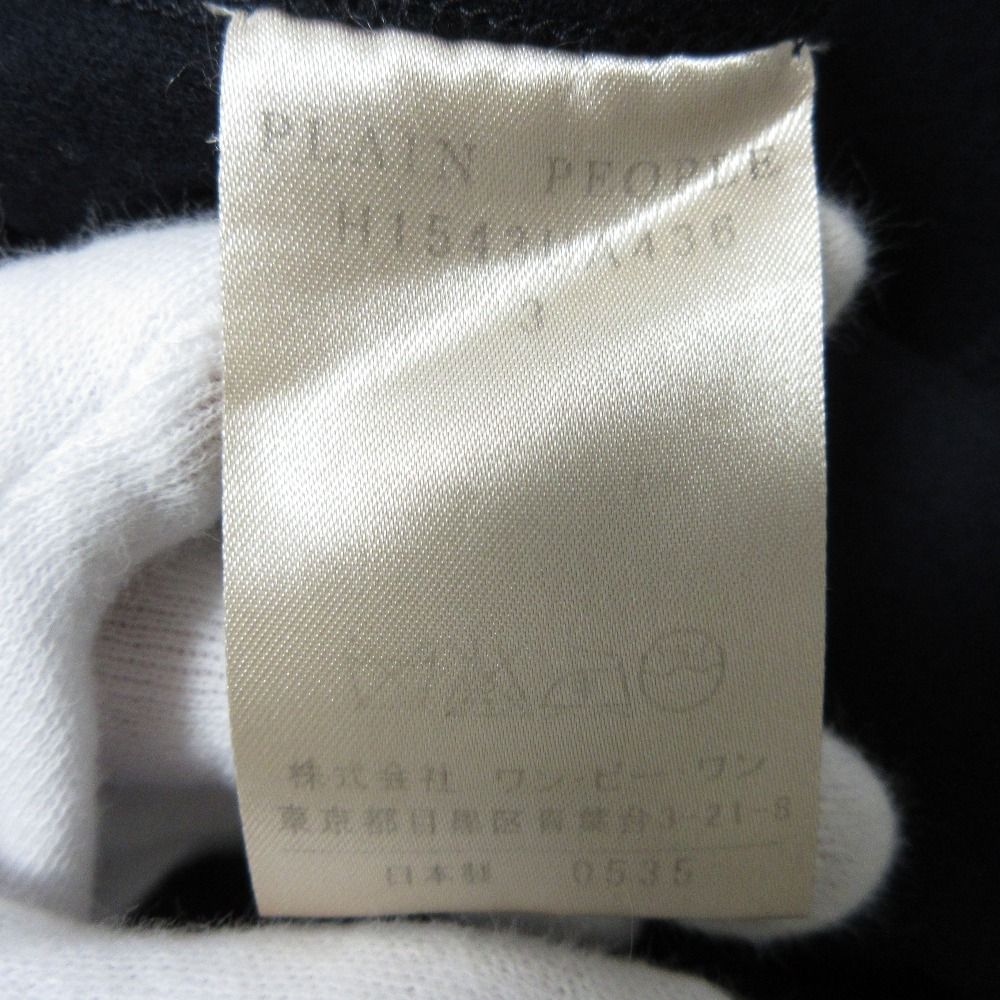 PLAIN PEOPLE
3
株式会社 ワン・ビー・ワン
東京都目黒区青葉台3-21-8
日本製 0535